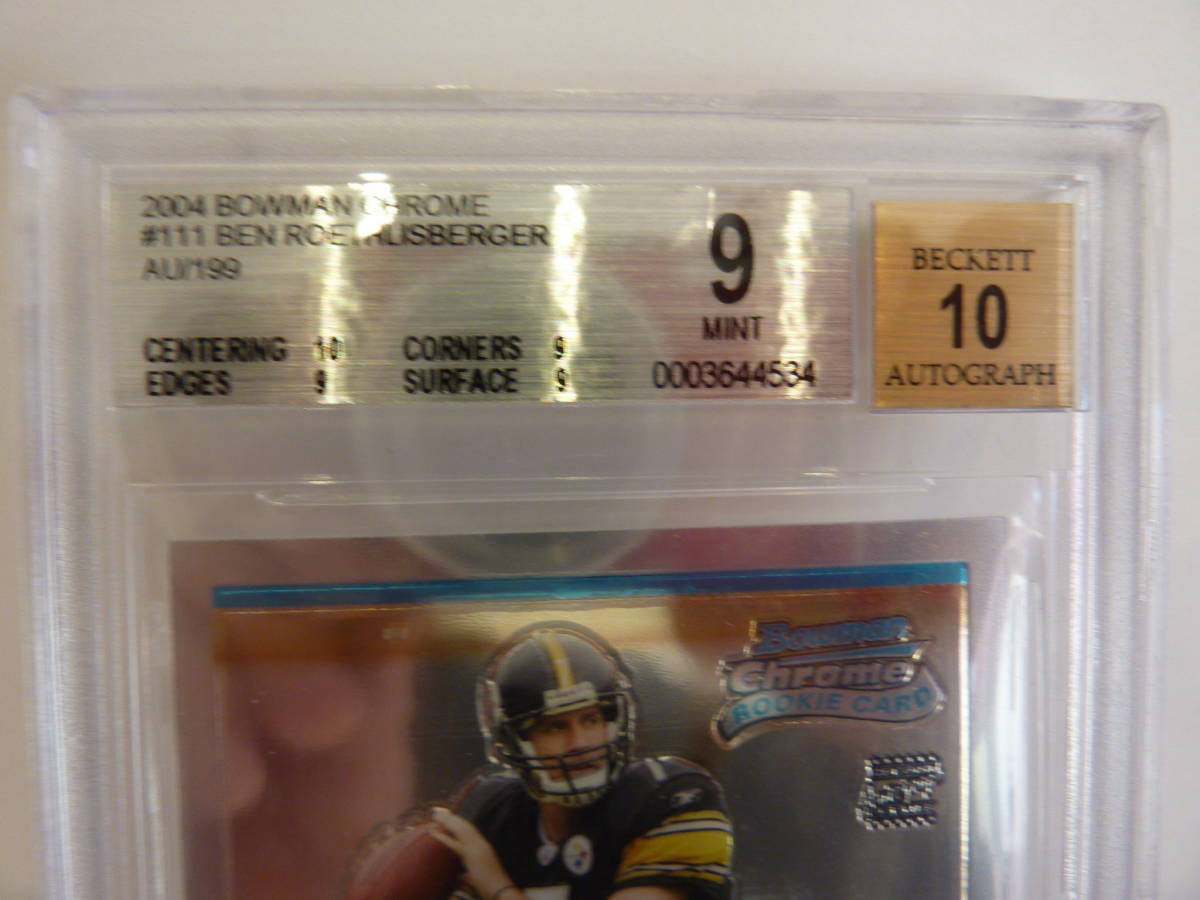 2004 BOWMAN CHROME
#111 BEN ROETHLISBERGER
AU/199
CENTERING 10 CORNERS 9
EDGES 9 SURFACE 9
9
MINT
0003644534
BECKETT
10
AUTOGRAPH
Bowman
Chrome
ROOKIE CARD